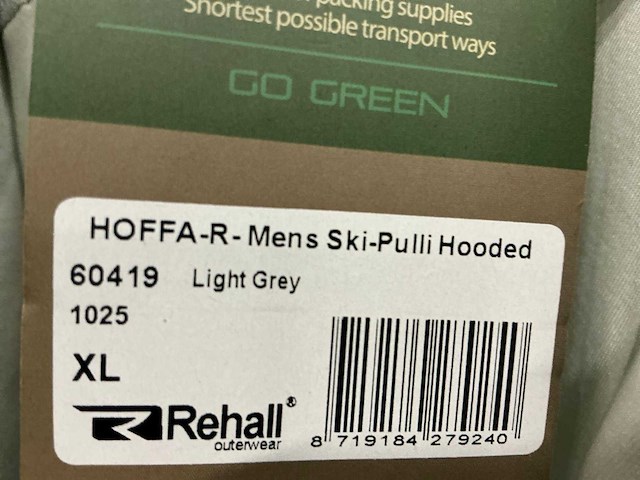 packing supplies
Shortest possible transport ways
GO GREEN
HOFFA-R- Mens Ski-Pulli Hooded
60419 Light Grey
1025
XL
Rehall®
outerwear
8 719184 279240